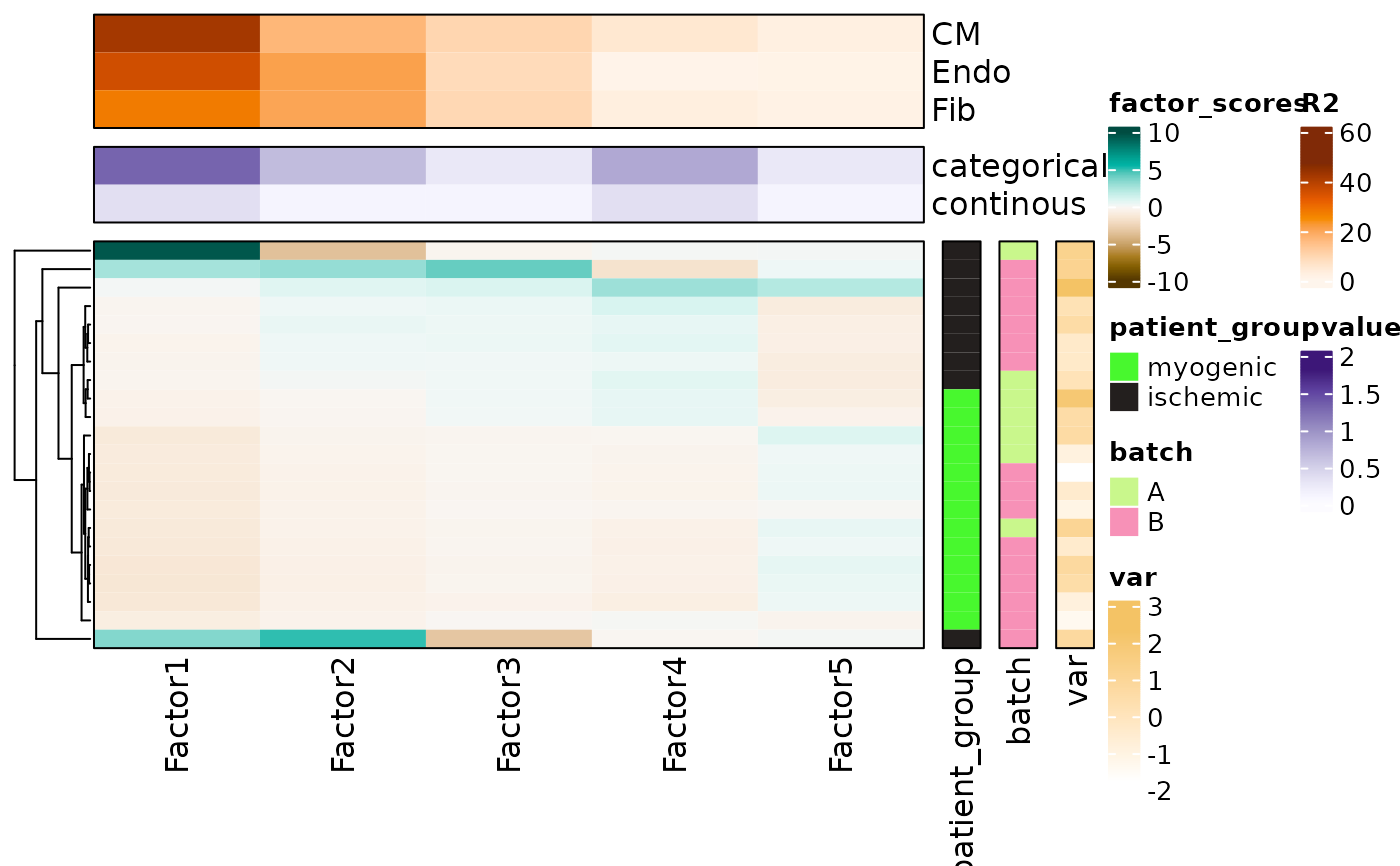 CM
Endo
Fib
categorical
continous
Factor1
Factor2
Factor3
Factor4
Factor5
patient_group
batch
var
factor_scores
10
5
0
-5
-10
R2
60
40
20
0
patient_group
myogenic
ischemic
value
2
1.5
1
0.5
0
batch
A
B
var
3
2
1
0
-1
-2